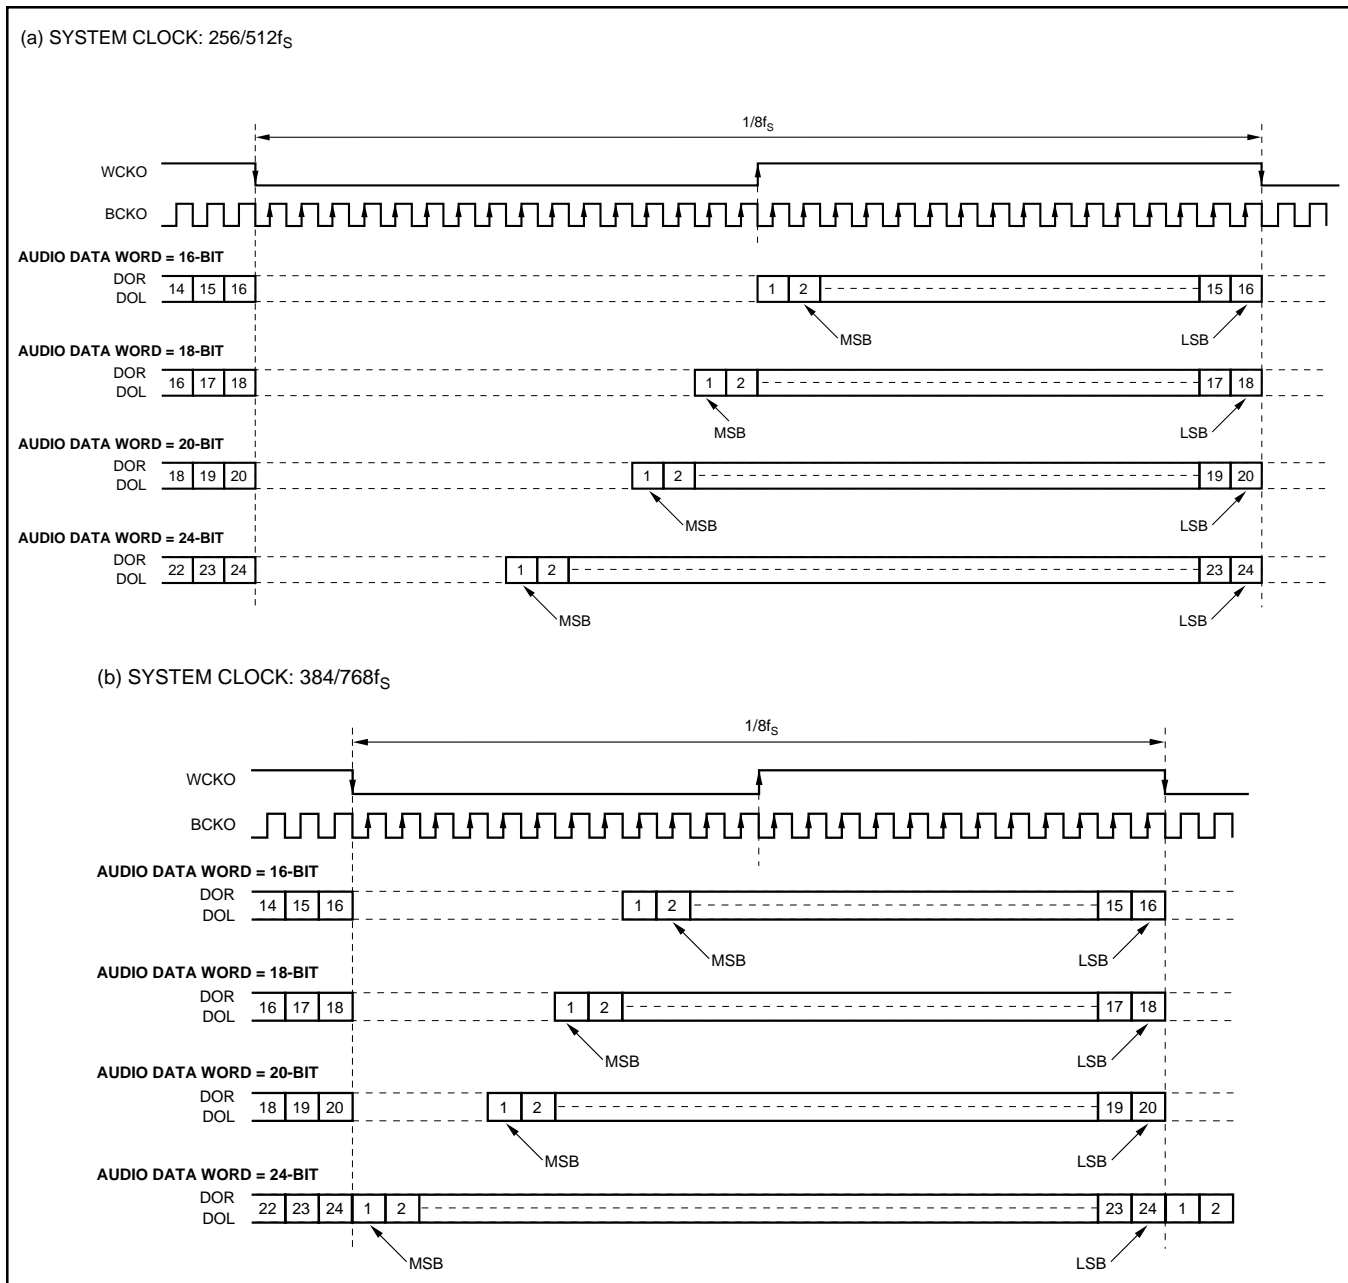 (a) SYSTEM CLOCK: 256/512fS
1/8fS
WCKO
BCKO
AUDIO DATA WORD = 16-BIT
DOR
DOL
14 15 16 1 2 15 16
MSB LSB
AUDIO DATA WORD = 18-BIT
DOR
DOL
16 17 18 1 2 17 18
MSB LSB
AUDIO DATA WORD = 20-BIT
DOR
DOL
18 19 20 1 2 19 20
MSB LSB
AUDIO DATA WORD = 24-BIT
DOR
DOL
22 23 24 1 2 23 24
MSB LSB
(b) SYSTEM CLOCK: 384/768fS
1/8fS
WCKO
BCKO
AUDIO DATA WORD = 16-BIT
DOR
DOL
14 15 16 1 2 15 16
MSB LSB
AUDIO DATA WORD = 18-BIT
DOR
DOL
16 17 18 1 2 17 18
MSB LSB
AUDIO DATA WORD = 20-BIT
DOR
DOL
18 19 20 1 2 19 20
MSB LSB
AUDIO DATA WORD = 24-BIT
DOR
DOL
22 23 24 1 2 23 24 1 2
MSB LSB